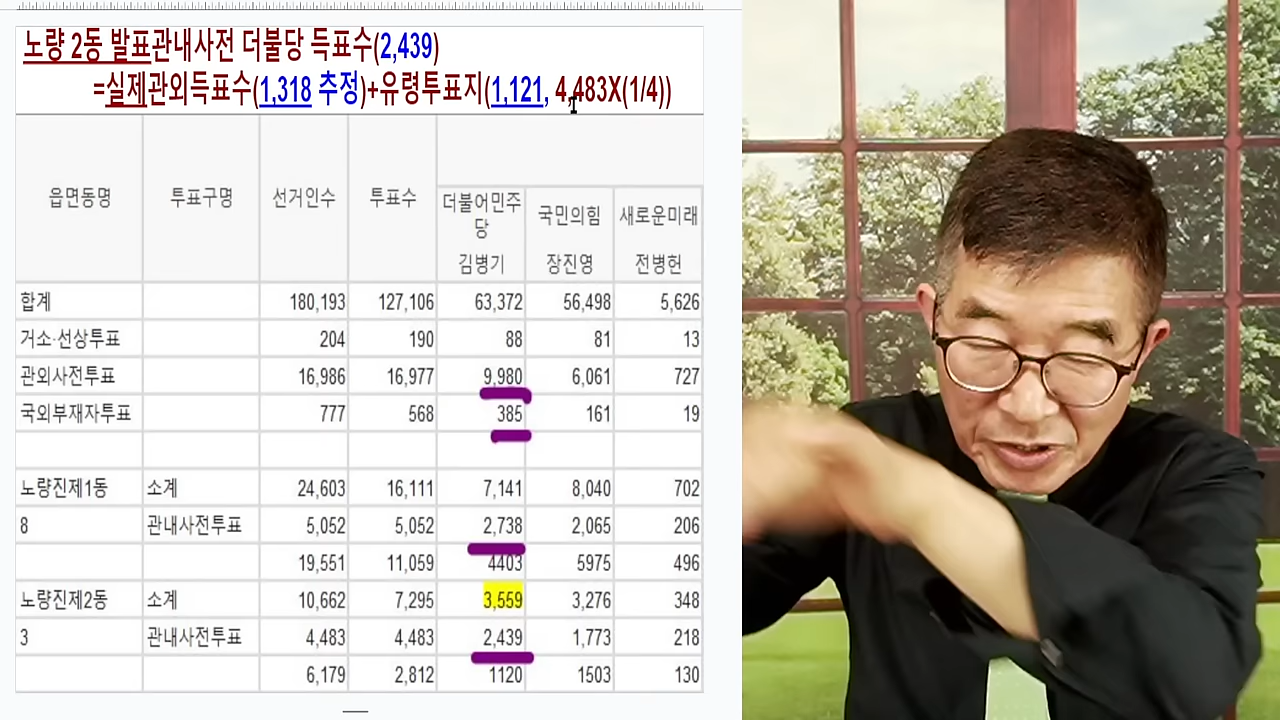 노량 2동 발표관내사전 더불당 득표수(2,439)
=실제관외득표수(1,318 추정)+유령투표지(1,121, 4,483X(1/4))
읍면동명 투표구명 선거인수 투표수 더불어민주당 김병기 국민의힘 장진영 새로운미래 전병헌
합계 180,193 127,106 63,372 56,498 5,626
거소·선상투표 204 190 88 81 13
관외사전투표 16,986 16,977 9,980 6,061 727
국외부재자투표 777 568 385 161 19
노량진제1동 소계 24,603 16,111 7,141 8,040 702
8 관내사전투표 5,052 5,052 2,738 2,065 206
19,551 11,059 4403 5975 496
노량진제2동 소계 10,662 7,295 3,559 3,276 348
3 관내사전투표 4,483 4,483 2,439 1,773 218
6,179 2,812 1120 1503 130